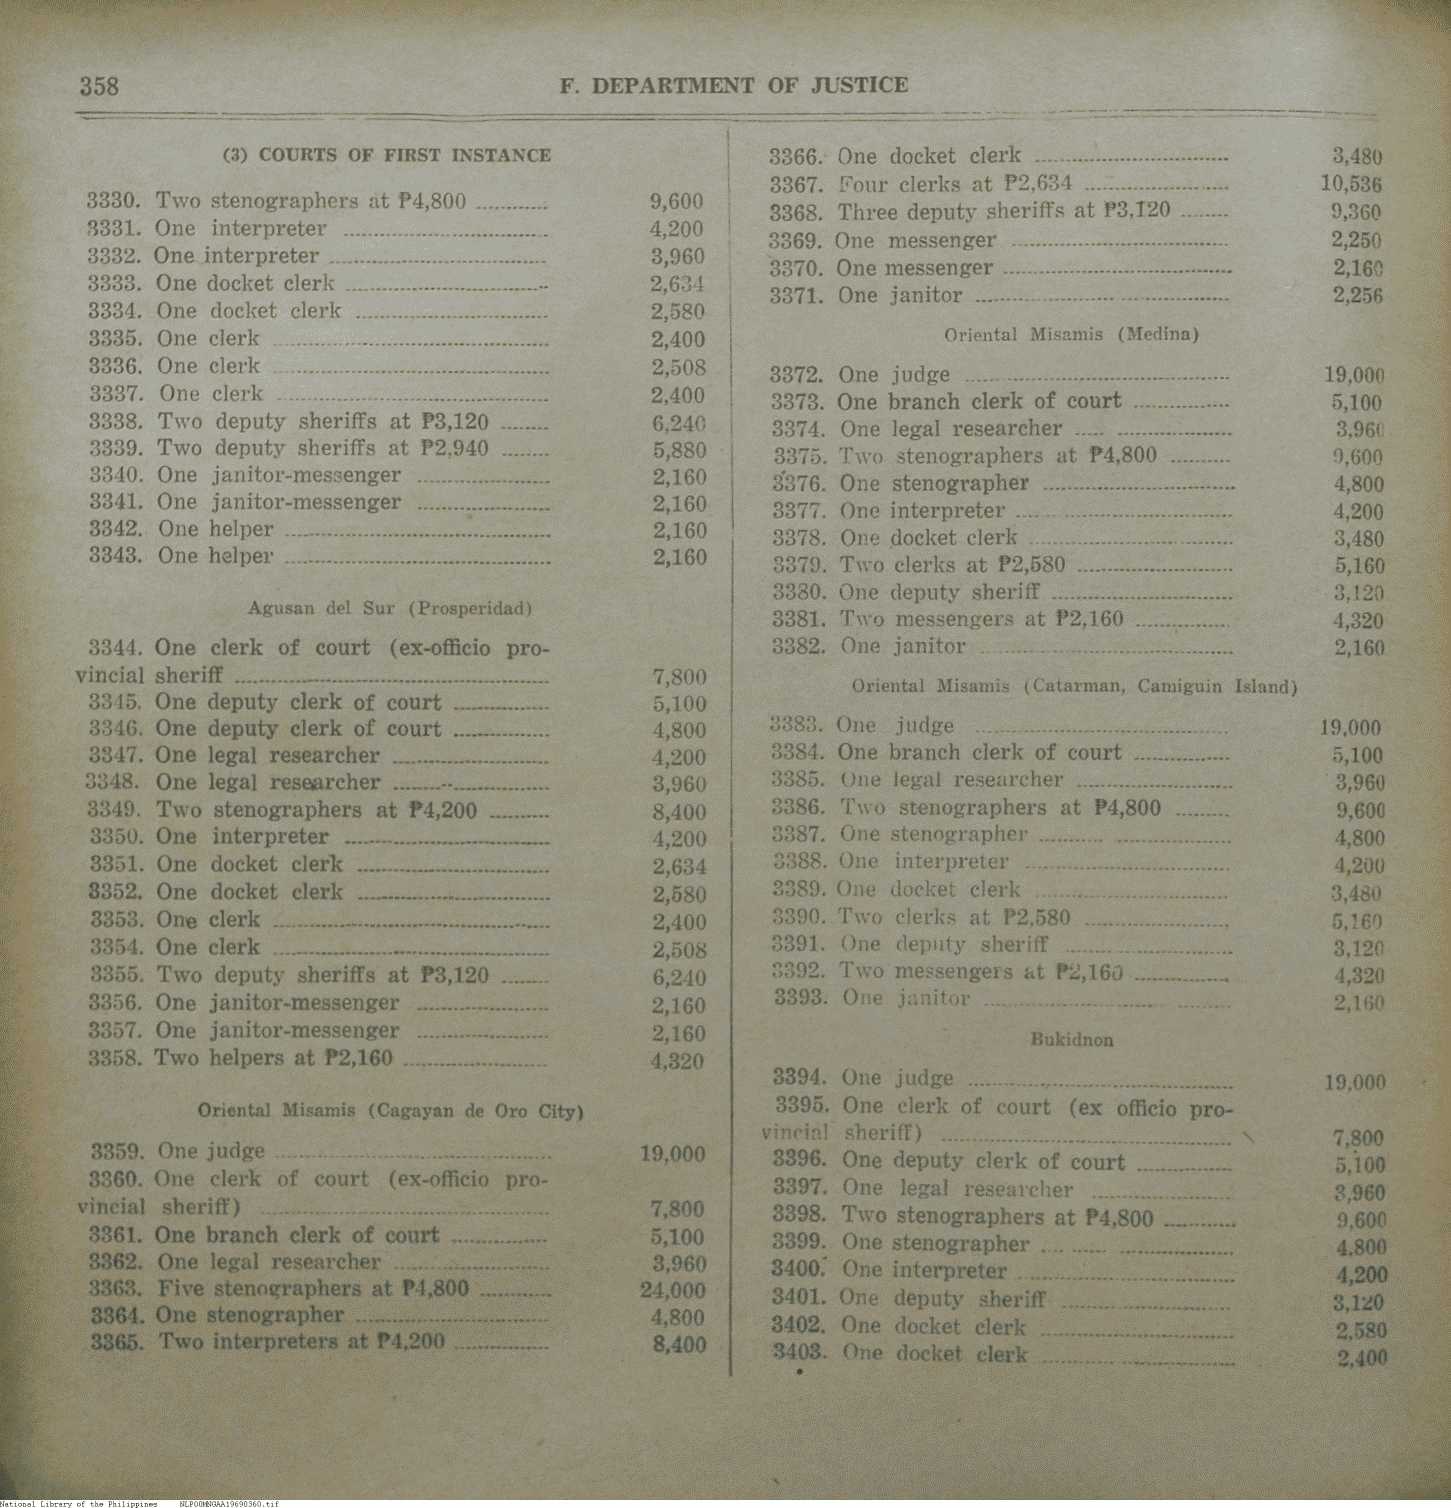 358
F. DEPARTMENT OF JUSTICE
(3) COURTS OF FIRST INSTANCE
3330. Two stenographers at ₱4,800 ............ 9,600
3331. One interpreter ............ 4,200
3332. One interpreter ............ 3,960
3333. One docket clerk ............ 2,634
3334. One docket clerk ............ 2,580
3335. One clerk ............ 2,400
3336. One clerk ............ 2,508
3337. One clerk ............ 2,400
3338. Two deputy sheriffs at ₱3,120 ........ 6,240
3339. Two deputy sheriffs at ₱2,940 ........ 5,880
3340. One janitor-messenger ............ 2,160
3341. One janitor-messenger ............ 2,160
3342. One helper ............ 2,160
3343. One helper ............ 2,160
Agusan del Sur (Prosperidad)
3344. One clerk of court (ex-officio pro-
vincial sheriff ............ 7,800
3345. One deputy clerk of court ............ 5,100
3346. One deputy clerk of court ............ 4,800
3347. One legal researcher ............ 4,200
3348. One legal researcher ............ 3,960
3349. Two stenographers at ₱4,200 .......... 8,400
3350. One interpreter ............ 4,200
3351. One docket clerk ............ 2,634
3352. One docket clerk ............ 2,580
3353. One clerk ............ 2,400
3354. One clerk ............ 2,508
3355. Two deputy sheriffs at ₱3,120 ........ 6,240
3356. One janitor-messenger ............ 2,160
3357. One janitor-messenger ............ 2,160
3358. Two helpers at ₱2,160 ............ 4,320
Oriental Misamis (Cagayan de Oro City)
3359. One judge ............ 19,000
3360. One clerk of court (ex-officio pro-
vincial sheriff) ............ 7,800
3361. One branch clerk of court ............ 5,100
3362. One legal researcher ............ 3,960
3363. Five stenographers at ₱4,800 ............ 24,000
3364. One stenographer ............ 4,800
3365. Two interpreters at ₱4,200 ............ 8,400
3366. One docket clerk ............ 3,480
3367. Four clerks at ₱2,634 ............ 10,536
3368. Three deputy sheriffs at ₱3,120 ........ 9,360
3369. One messenger ............ 2,250
3370. One messenger ............ 2,160
3371. One janitor ............ 2,256
Oriental Misamis (Medina)
3372. One judge ............ 19,000
3373. One branch clerk of court ............ 5,100
3374. One legal researcher ............ 3,960
3375. Two stenographers at ₱4,800 .......... 9,600
3376. One stenographer ............ 4,800
3377. One interpreter ............ 4,200
3378. One docket clerk ............ 3,480
3379. Two clerks at ₱2,580 ............ 5,160
3380. One deputy sheriff ............ 3,120
3381. Two messengers at ₱2,160 ............ 4,320
3382. One janitor ............ 2,160
Oriental Misamis (Catarman, Camiguin Island)
3383. One judge ............ 19,000
3384. One branch clerk of court ............ 5,100
3385. One legal researcher ............ 3,960
3386. Two stenographers at ₱4,800 ......... 9,600
3387. One stenographer ............ 4,800
3388. One interpreter ............ 4,200
3389. One docket clerk ............ 3,480
3390. Two clerks at ₱2,580 ............ 5,160
3391. One deputy sheriff ............ 3,120
3392. Two messengers at ₱2,160 ............ 4,320
3393. One janitor ............ 2,160
Bukidnon
3394. One judge ............ 19,000
3395. One clerk of court (ex officio pro-
vincial sheriff) ............ 7,800
3396. One deputy clerk of court ............ 5,100
3397. One legal researcher ............ 3,960
3398. Two stenographers at ₱4,800 ............ 9,600
3399. One stenographer ............ 4.800
3400. One interpreter ............ 4,200
3401. One deputy sheriff ............ 3,120
3402. One docket clerk ............ 2,580
3403. One docket clerk ............ 2,400
National Library of the Philippines NLP00MNGAA19690360.tif